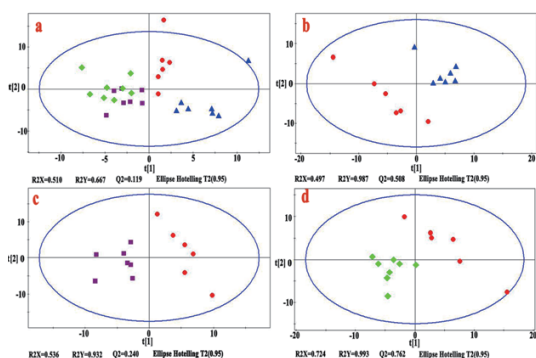 a
10
t[2] 0
-10
-10
-5
0
5
10
t[1]
R2X=0.510 R2Y=0.667 Q2=0.119 Ellipse Hotelling T2(0.95)
b
10
t[2] 0
-10
-20
-10
0
10
20
t[1]
R2X=0.497 R2Y=0.987 Q2=0.508 Ellipse Hotelling T2(0.95)
c
10
t[2] 0
-10
-10
0
10
t[1]
R2X=0.536 R2Y=0.932 Q2=0.240 Ellipse Hotelling T2(0.95)
d
10
t[2] 0
-10
-20
-10
0
10
20
t[1]
R2X=0.724 R2Y=0.993 Q2=0.762 Ellipse Hotelling T2(0.95)